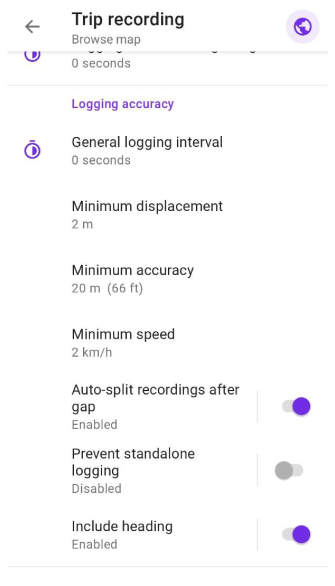 Trip recording
Browse map
0 seconds
Logging accuracy
General logging interval
0 seconds
Minimum displacement
2 m
Minimum accuracy
20 m (66 ft)
Minimum speed
2 km/h
Auto-split recordings after
gap
Enabled
Prevent standalone
logging
Disabled
Include heading
Enabled